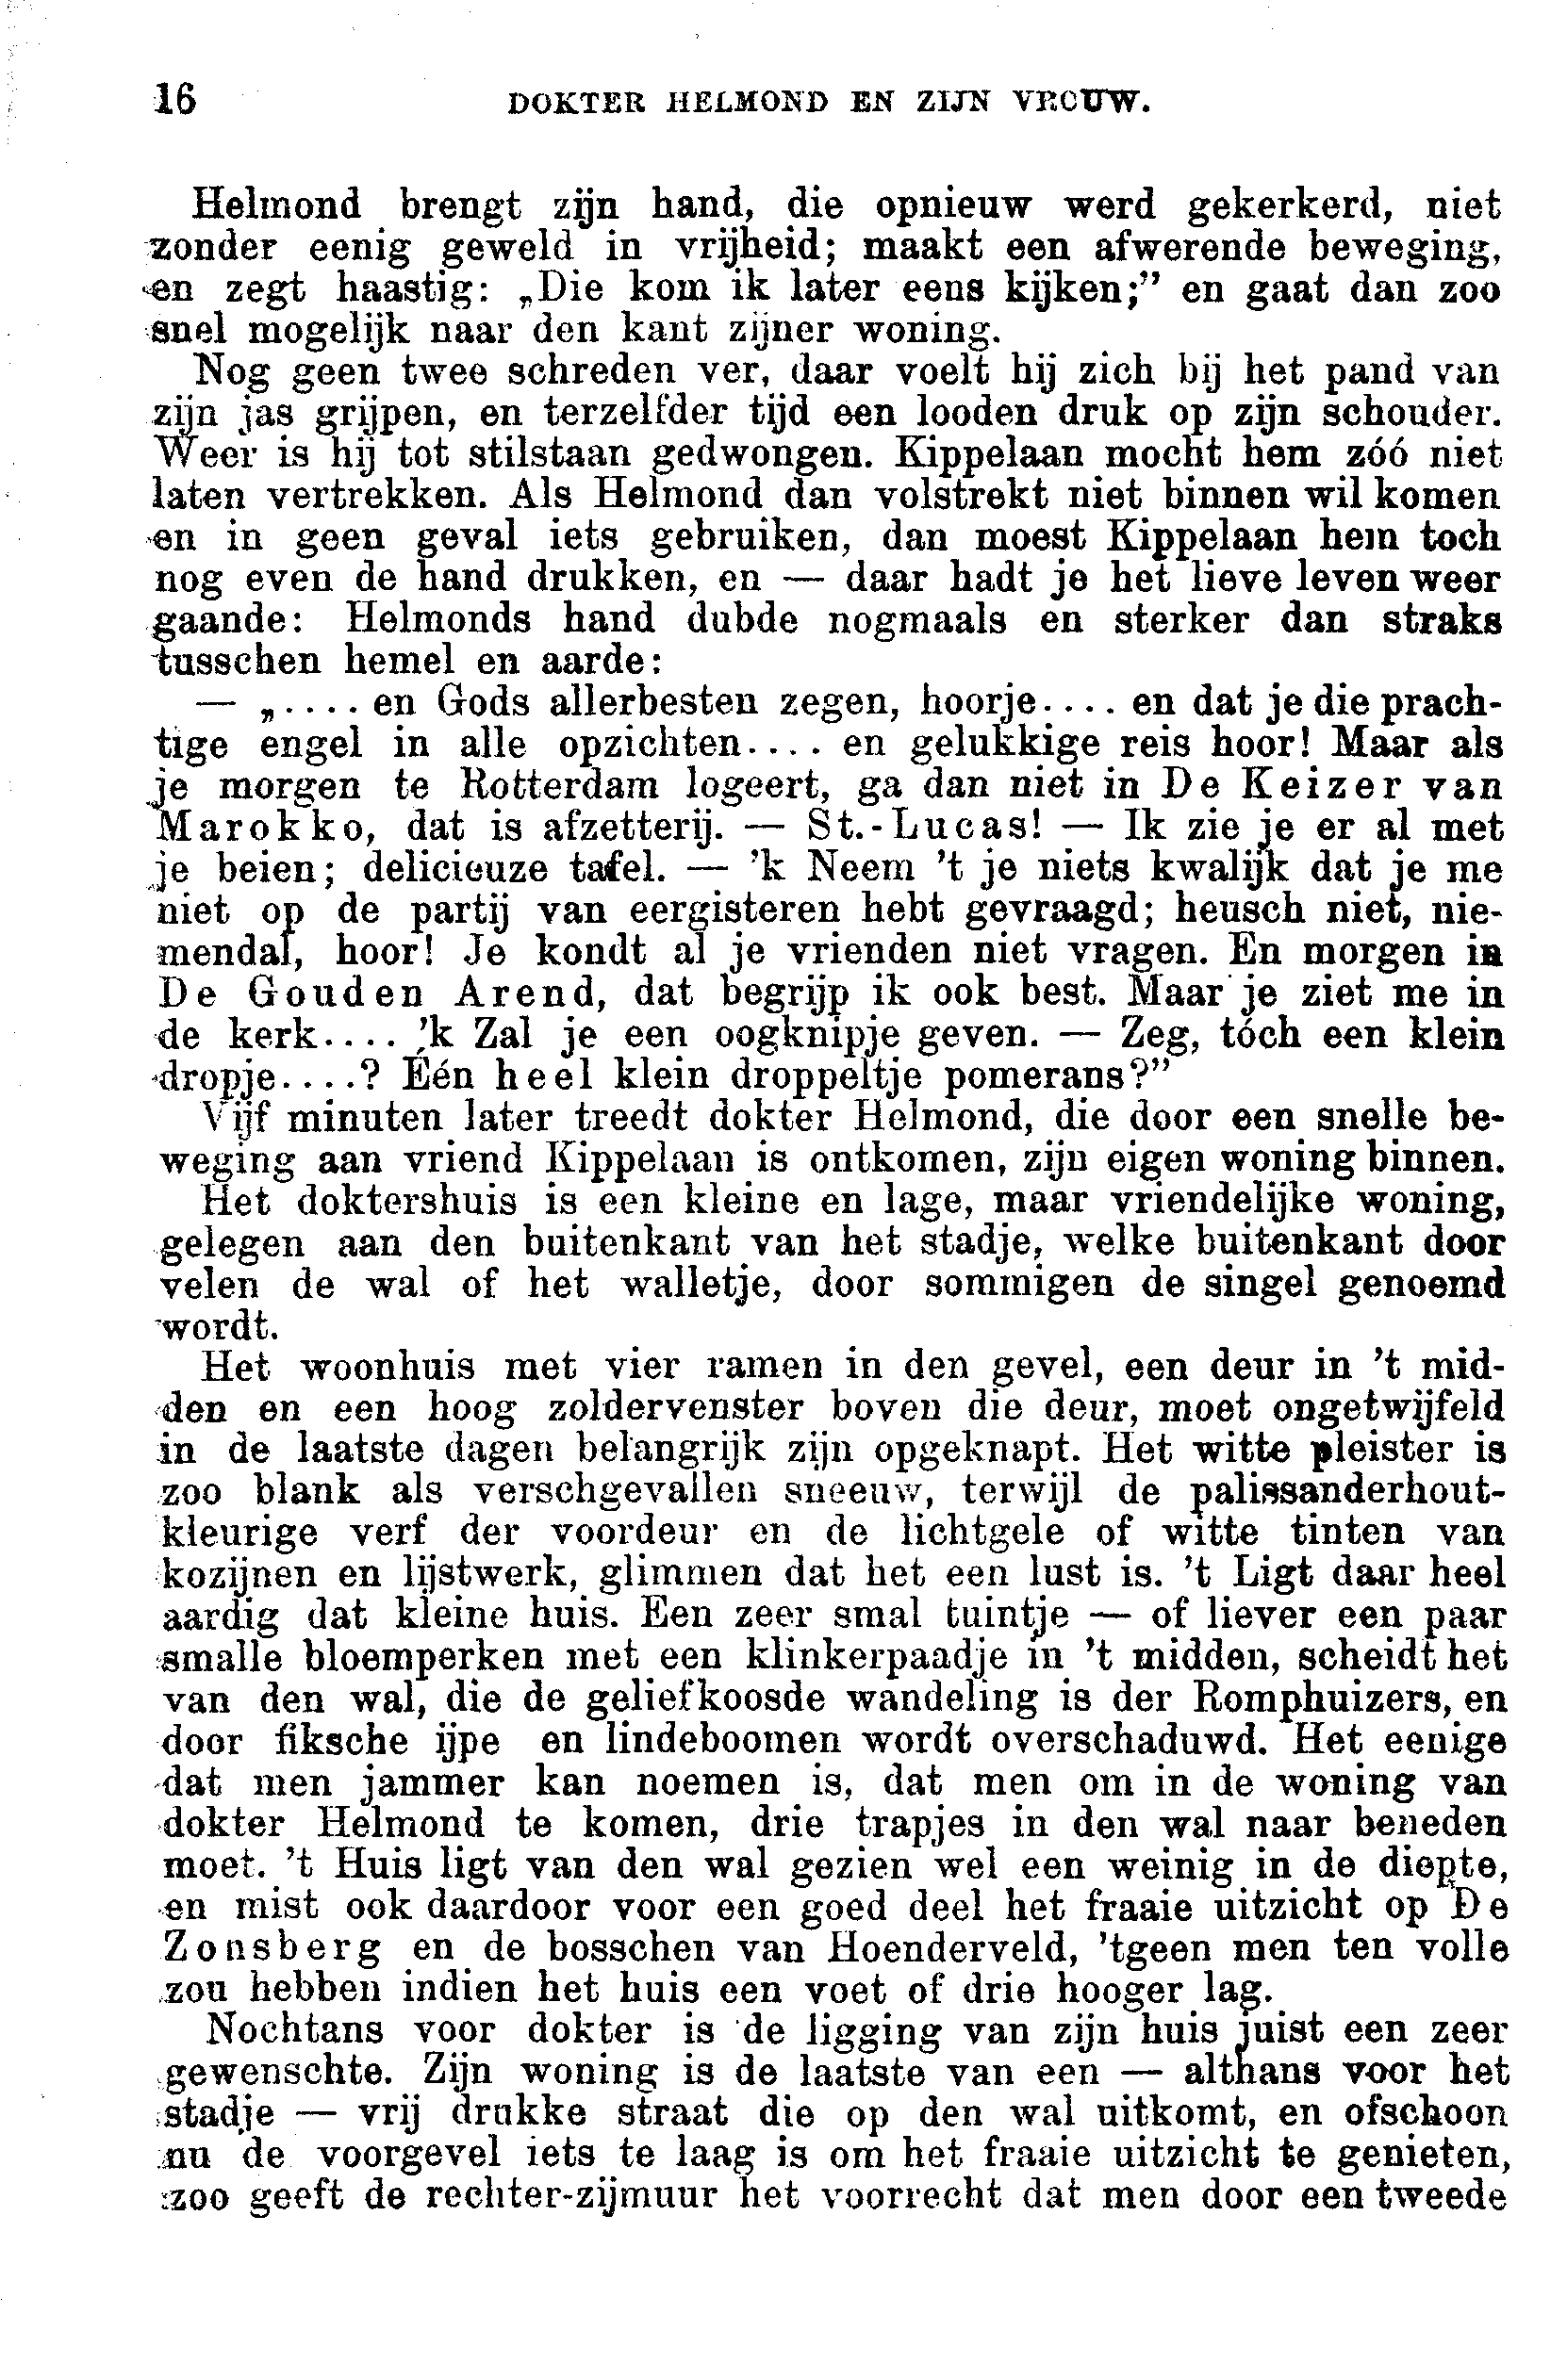 16 DOKTER HELMOND EN ZIJN VROUW.
Helmond brengt zijn hand, die opnieuw werd gekerkerd, niet
zonder eenig geweld in vrijheid; maakt een afwerende beweging,
en zegt haastig: „Die kom ik later eens kijken;” en gaat dan zoo
snel mogelijk naar den kant zijner woning.
Nog geen twee schreden ver, daar voelt hij zich bij het pand van
zijn jas grijpen, en terzelfder tijd een looden druk op zijn schouder.
Weer is hij tot stilstaan gedwongen. Kippelaan mocht hem zóó niet
laten vertrekken. Als Helmond dan volstrekt niet binnen wil komen
en in geen geval iets gebruiken, dan moest Kippelaan hem toch
nog even de hand drukken, en — daar hadt je het lieve leven weer
gaande: Helmonds hand dubde nogmaals en sterker dan straks
tusschen hemel en aarde:
— „.... en Gods allerbesten zegen, hoorje.... en dat je die prach-
tige engel in alle opzichten.... en gelukkige reis hoor! Maar als
je morgen te Rotterdam logeert, ga dan niet in De Keizer van
Marokko, dat is afzetterij. — St.-Lucas! — Ik zie je er al met
je beien; delicieuze tafel. — ’k Neem ’t je niets kwalijk dat je me
niet op de partij van eergisteren hebt gevraagd; heusch niet, nie-
mendal, hoor! Je kondt al je vrienden niet vragen. En morgen in
De Gouden Arend, dat begrijp ik ook best. Maar je ziet me in
de kerk.... ’k Zal je een oogknipje geven. — Zeg, tóch een klein
dropje....? Eén heel klein droppeltje pomerans?”
Vijf minuten later treedt dokter Helmond, die door een snelle be-
weging aan vriend Kippelaan is ontkomen, zijn eigen woning binnen.
Het doktershuis is een kleine en lage, maar vriendelijke woning,
gelegen aan den buitenkant van het stadje, welke buitenkant door
velen de wal of het walletje, door sommigen de singel genoemd
wordt.
Het woonhuis met vier ramen in den gevel, een deur in ’t mid-
den en een hoog zoldervenster boven die deur, moet ongetwijfeld
in de laatste dagen belangrijk zijn opgeknapt. Het witte pleister is
zoo blank als verschgevallen sneeuw, terwijl de palissanderhout-
kleurige verf der voordeur en de lichtgele of witte tinten van
kozijnen en lijstwerk, glimmen dat het een lust is. ’t Ligt daar heel
aardig dat kleine huis. Een zeer smal tuintje — of liever een paar
smalle bloemperken met een klinkerpaadje in ’t midden, scheidt het
van den wal, die de geliefkoosde wandeling is der Romphuizers, en
door fiksche ijpe en lindeboomen wordt overschaduwd. Het eenige
dat men jammer kan noemen is, dat men om in de woning van
dokter Helmond te komen, drie trapjes in den wal naar beneden
moet. ’t Huis ligt van den wal gezien wel een weinig in de diepte,
en mist ook daardoor voor een goed deel het fraaie uitzicht op De
Zonsberg en de bosschen van Hoenderveld, ’tgeen men ten volle
zou hebben indien het huis een voet of drie hooger lag.
Nochtans voor dokter is de ligging van zijn huis juist een zeer
gewenschte. Zijn woning is de laatste van een — althans voor het
stadje — vrij drukke straat die op den wal uitkomt, en ofschoon
nu de voorgevel iets te laag is om het fraaie uitzicht te genieten,
zoo geeft de rechter-zijmuur het voorrecht dat men door een tweede